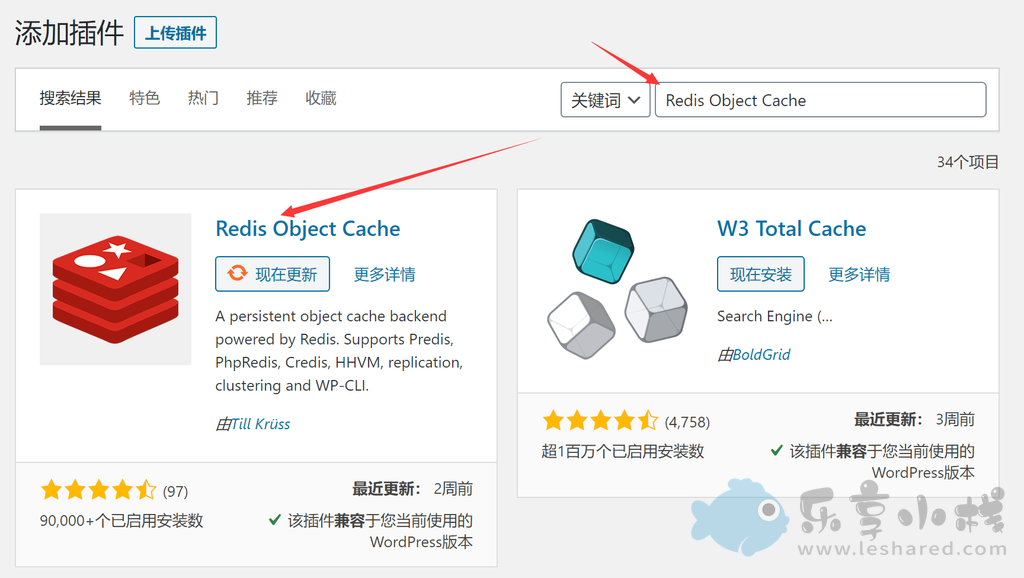 添加插件 上传插件
搜索结果 特色 热门 推荐 收藏 关键词 Redis Object Cache
34个项目
Redis Object Cache
现在更新 更多详情
A persistent object cache backend
powered by Redis. Supports Predis,
PhpRedis, Credis, HHVM, replication,
clustering and WP-CLI.
由Till Krüss
(97)
90,000+个已启用安装数
最近更新： 2周前
该插件兼容于您当前使用的
WordPress版本
W3 Total Cache
现在安装 更多详情
Search Engine (...
由BoldGrid
(4,758)
超1百万个已启用安装数
最近更新： 3周前
该插件兼容于您当前使用的
WordPress版本
乐享小栈
www.leshared.com